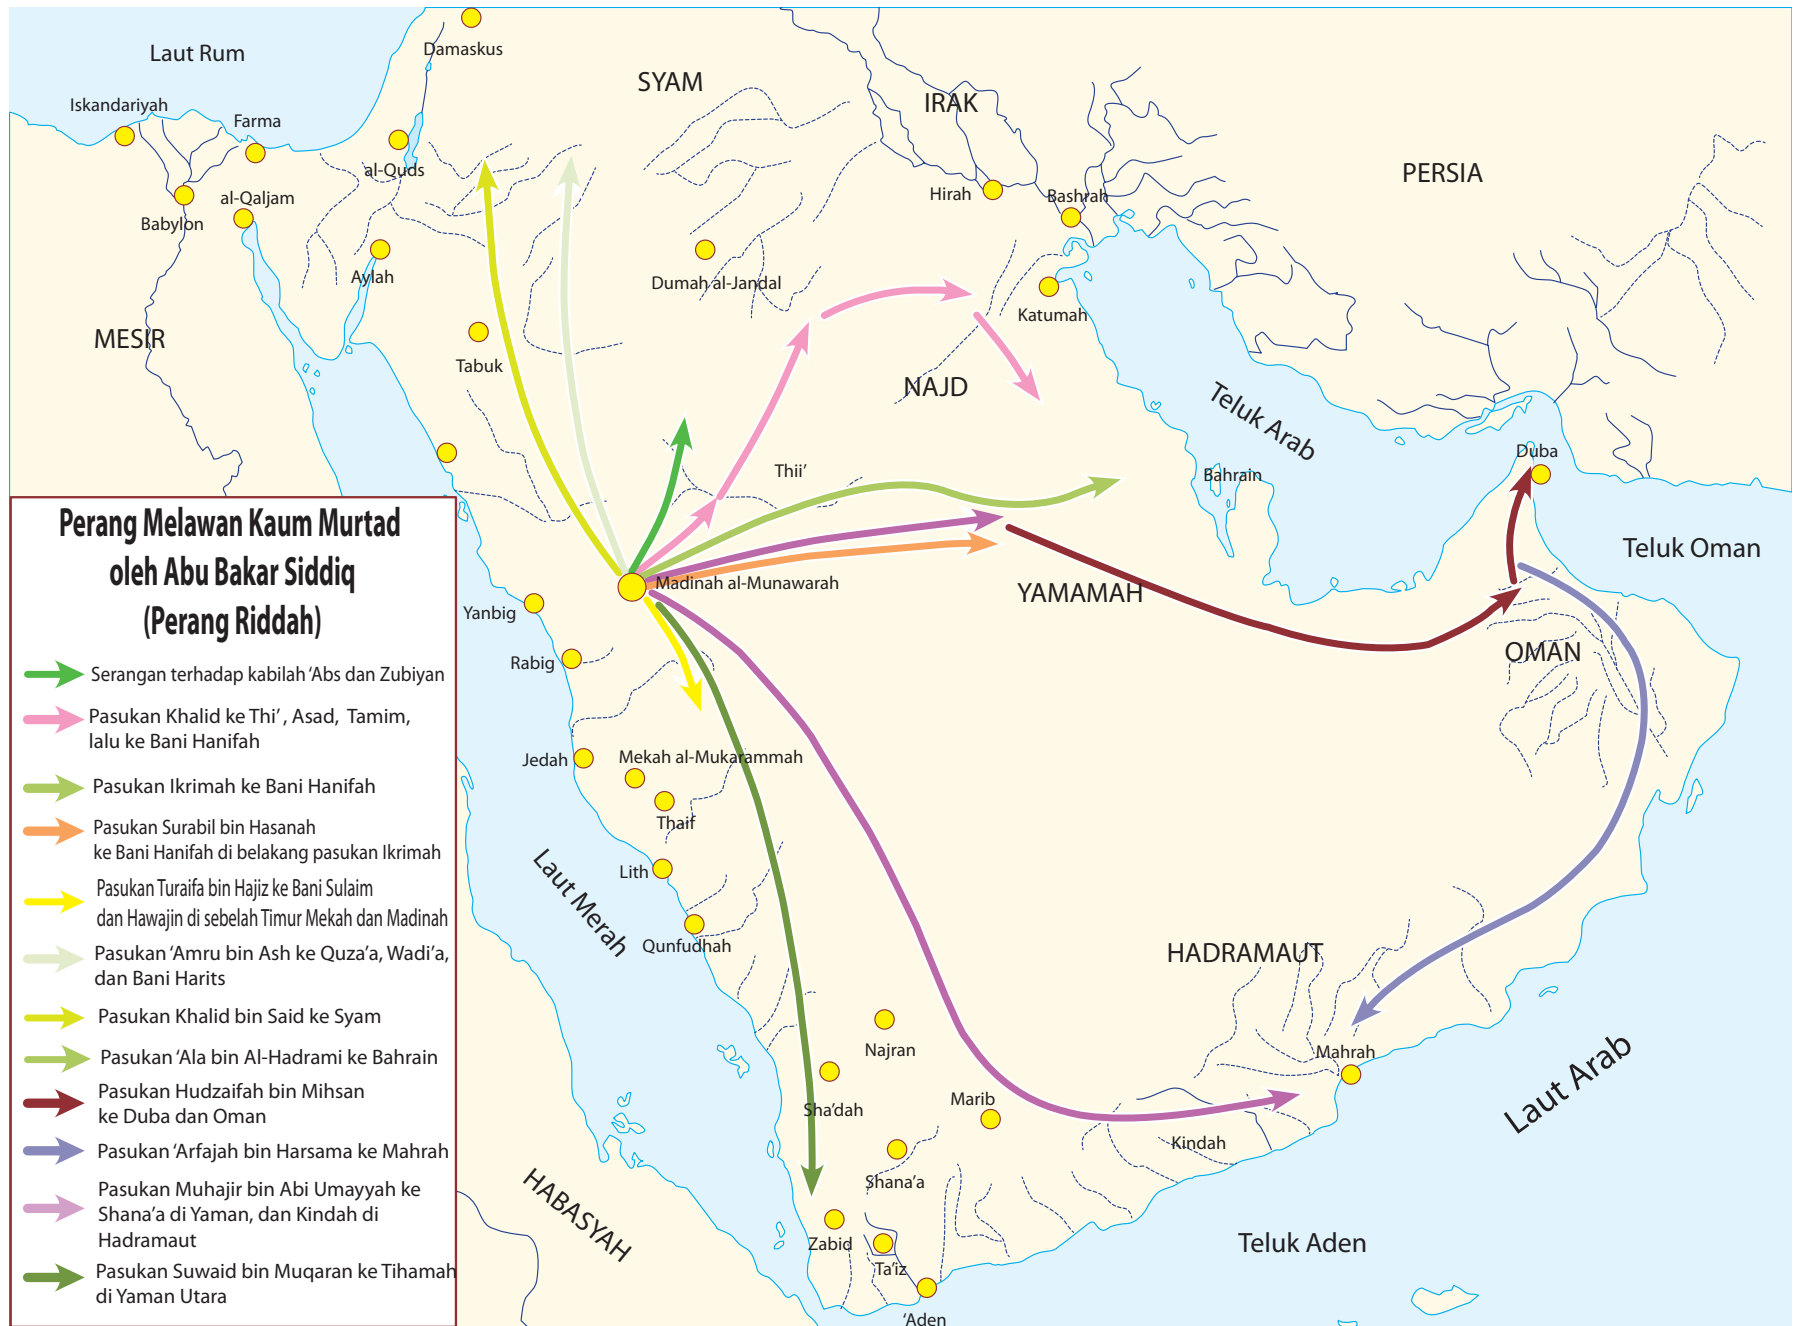 Laut Rum
Damaskus
SYAM
IRAK
Iskandariyah
Farma
PERSIA
al-Quds
Hirah
Bashrah
al-Qaljam
Babylon
Aylah
Dumah al-Jandal
Katumah
MESIR
Tabuk
NAJD
Teluk Arab
Thii’
Bahrain
Duba
Teluk Oman
Madinah al-Munawarah
YAMAMAH
Yanbig
OMAN
Rabig
Jedah
Mekah al-Mukarammah
Thaif
Lith
Laut Merah
Qunfudhah
HADRAMAUT
Najran
Mahrah
Laut Arab
Sha’dah
Marib
Kindah
Shana’a
HABASYAH
Zabid
Ta’iz
Teluk Aden
‘Aden
Perang Melawan Kaum Murtad
oleh Abu Bakar Siddiq
(Perang Riddah)
Serangan terhadap kabilah ‘Abs dan Zubiyan
Pasukan Khalid ke Thi’ , Asad, Tamim,
lalu ke Bani Hanifah
Pasukan Ikrimah ke Bani Hanifah
Pasukan Surabil bin Hasanah
ke Bani Hanifah di belakang pasukan Ikrimah
Pasukan Turaifa bin Hajiz ke Bani Sulaim
dan Hawajin di sebelah Timur Mekah dan Madinah
Pasukan ‘Amru bin Ash ke Quza’a, Wadi’a,
dan Bani Harits
Pasukan Khalid bin Said ke Syam
Pasukan ‘Ala bin Al-Hadrami ke Bahrain
Pasukan Hudzaifah bin Mihsan
ke Duba dan Oman
Pasukan ‘Arfajah bin Harsama ke Mahrah
Pasukan Muhajir bin Abi Umayyah ke
Shana’a di Yaman, dan Kindah di
Hadramaut
Pasukan Suwaid bin Muqaran ke Tihamah
di Yaman Utara